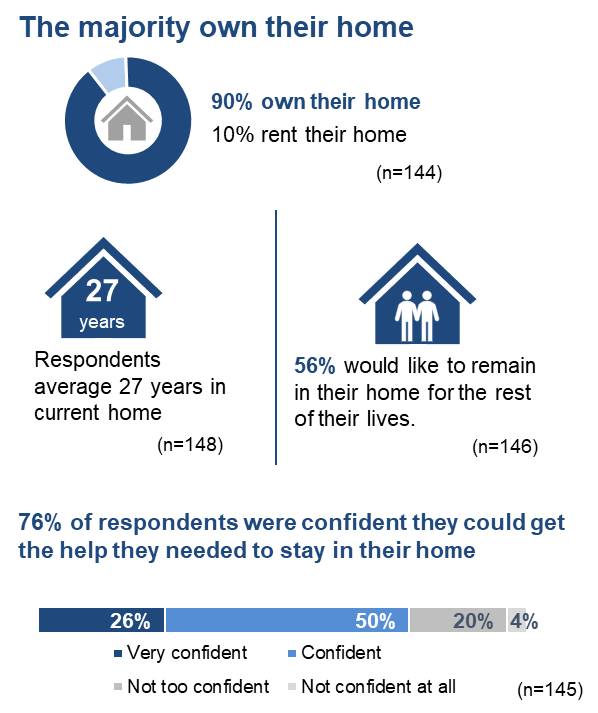 The majority own their home
90% own their home
10% rent their home
(n=144)
27
years
Respondents
average 27 years in
current home
(n=148)
56% would like to remain
in their home for the rest
of their lives.
(n=146)
76% of respondents were confident they could get
the help they needed to stay in their home
26% 50% 20% 4%
Very confident Confident
Not too confident Not confident at all
(n=145)